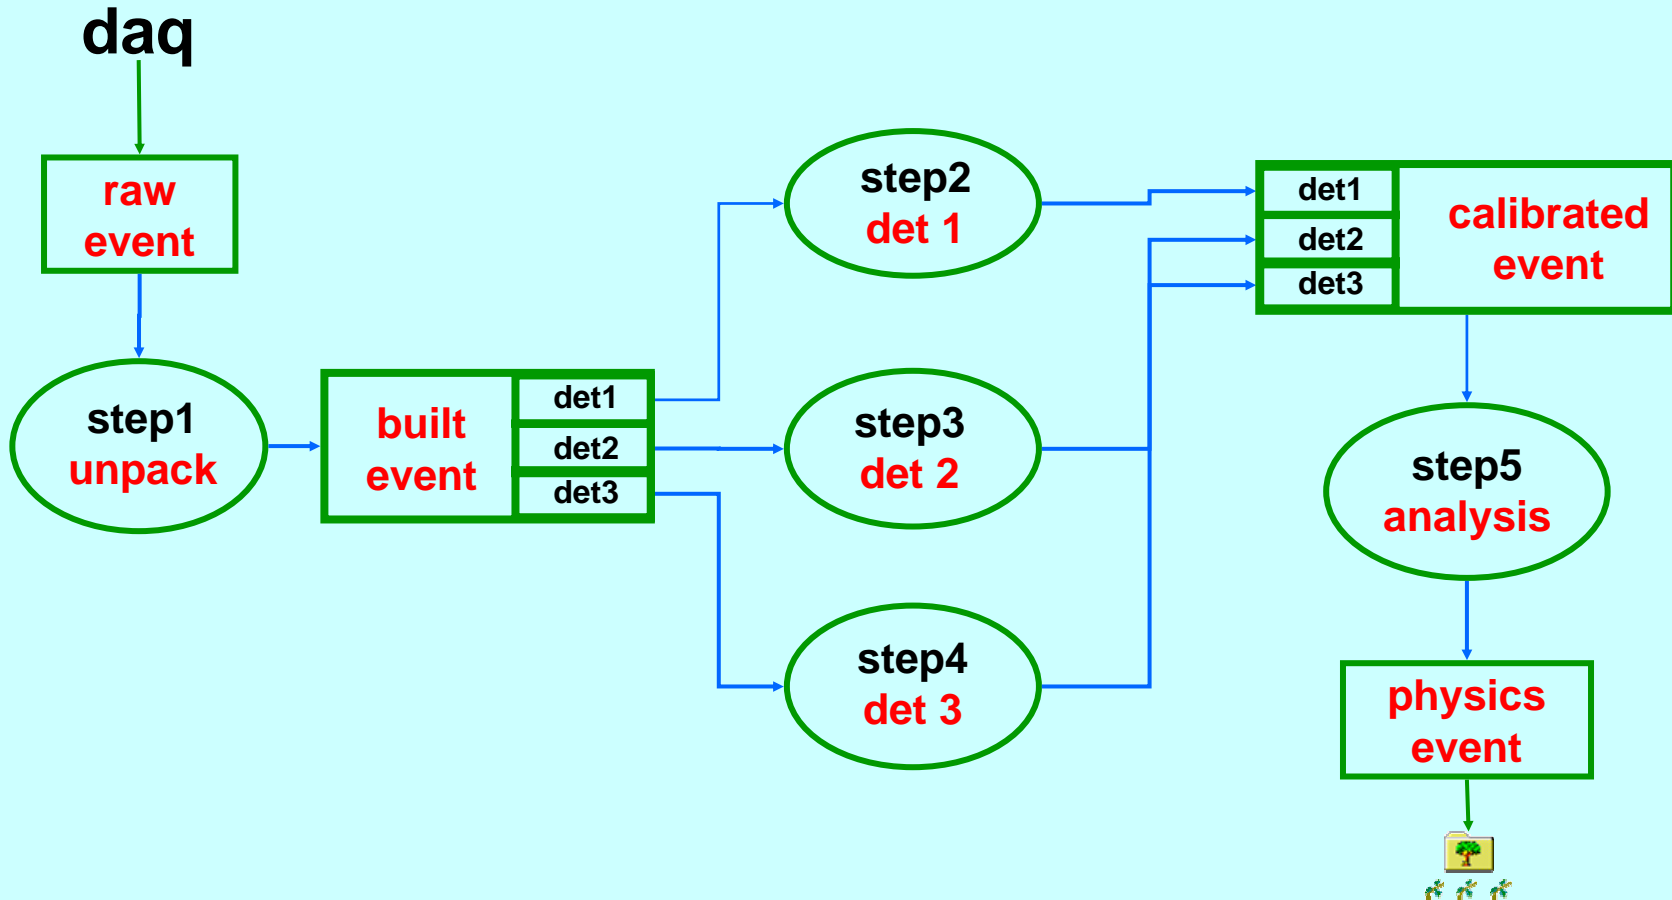 daq
raw
event
step1
unpack
built
event
det1
det2
det3
step2
det 1
step3
det 2
step4
det 3
det1
det2
det3
calibrated
event
step5
analysis
physics
event